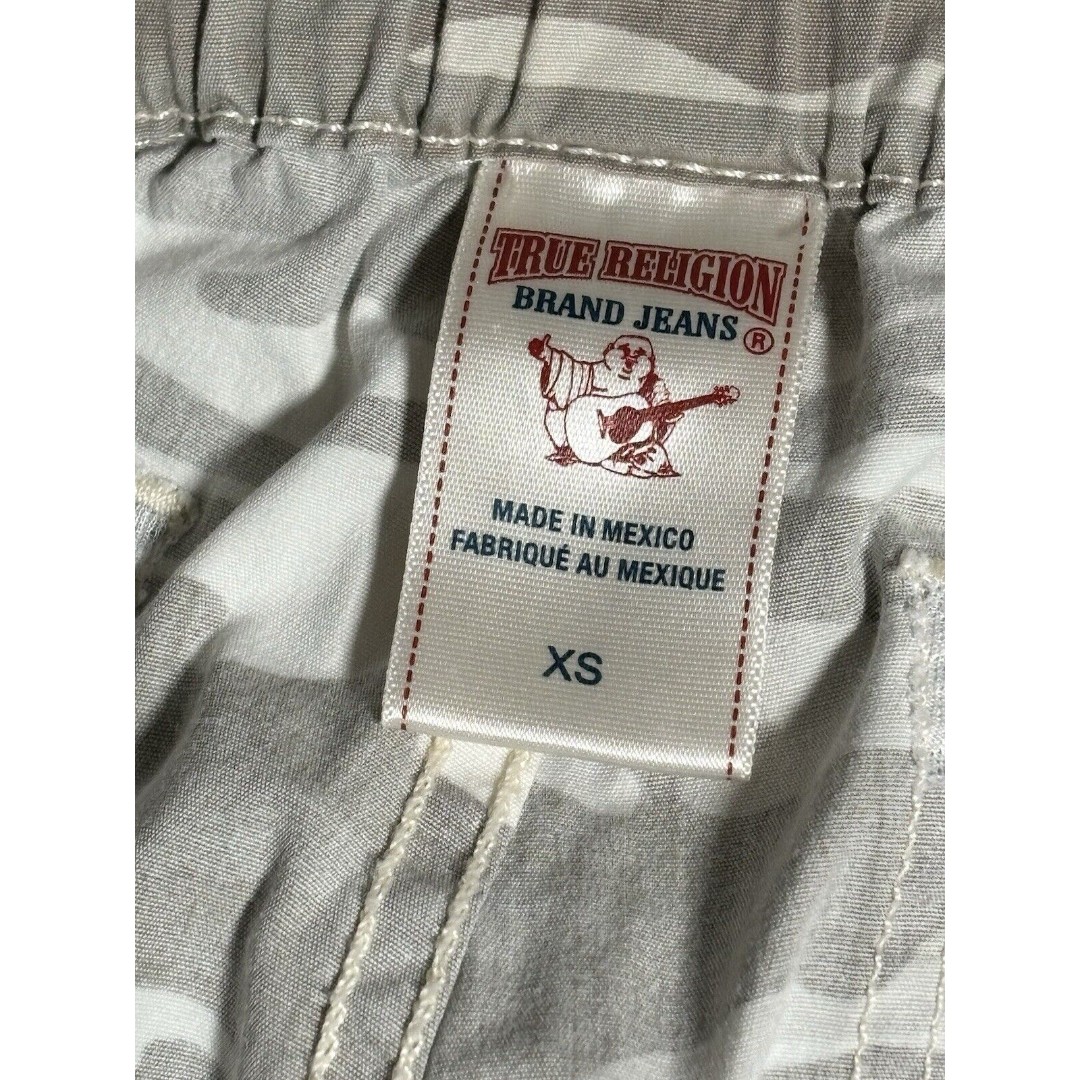 TRUE RELIGION
BRAND JEANS ®
MADE IN MEXICO
FABRIQUÉ AU MEXIQUE
XS